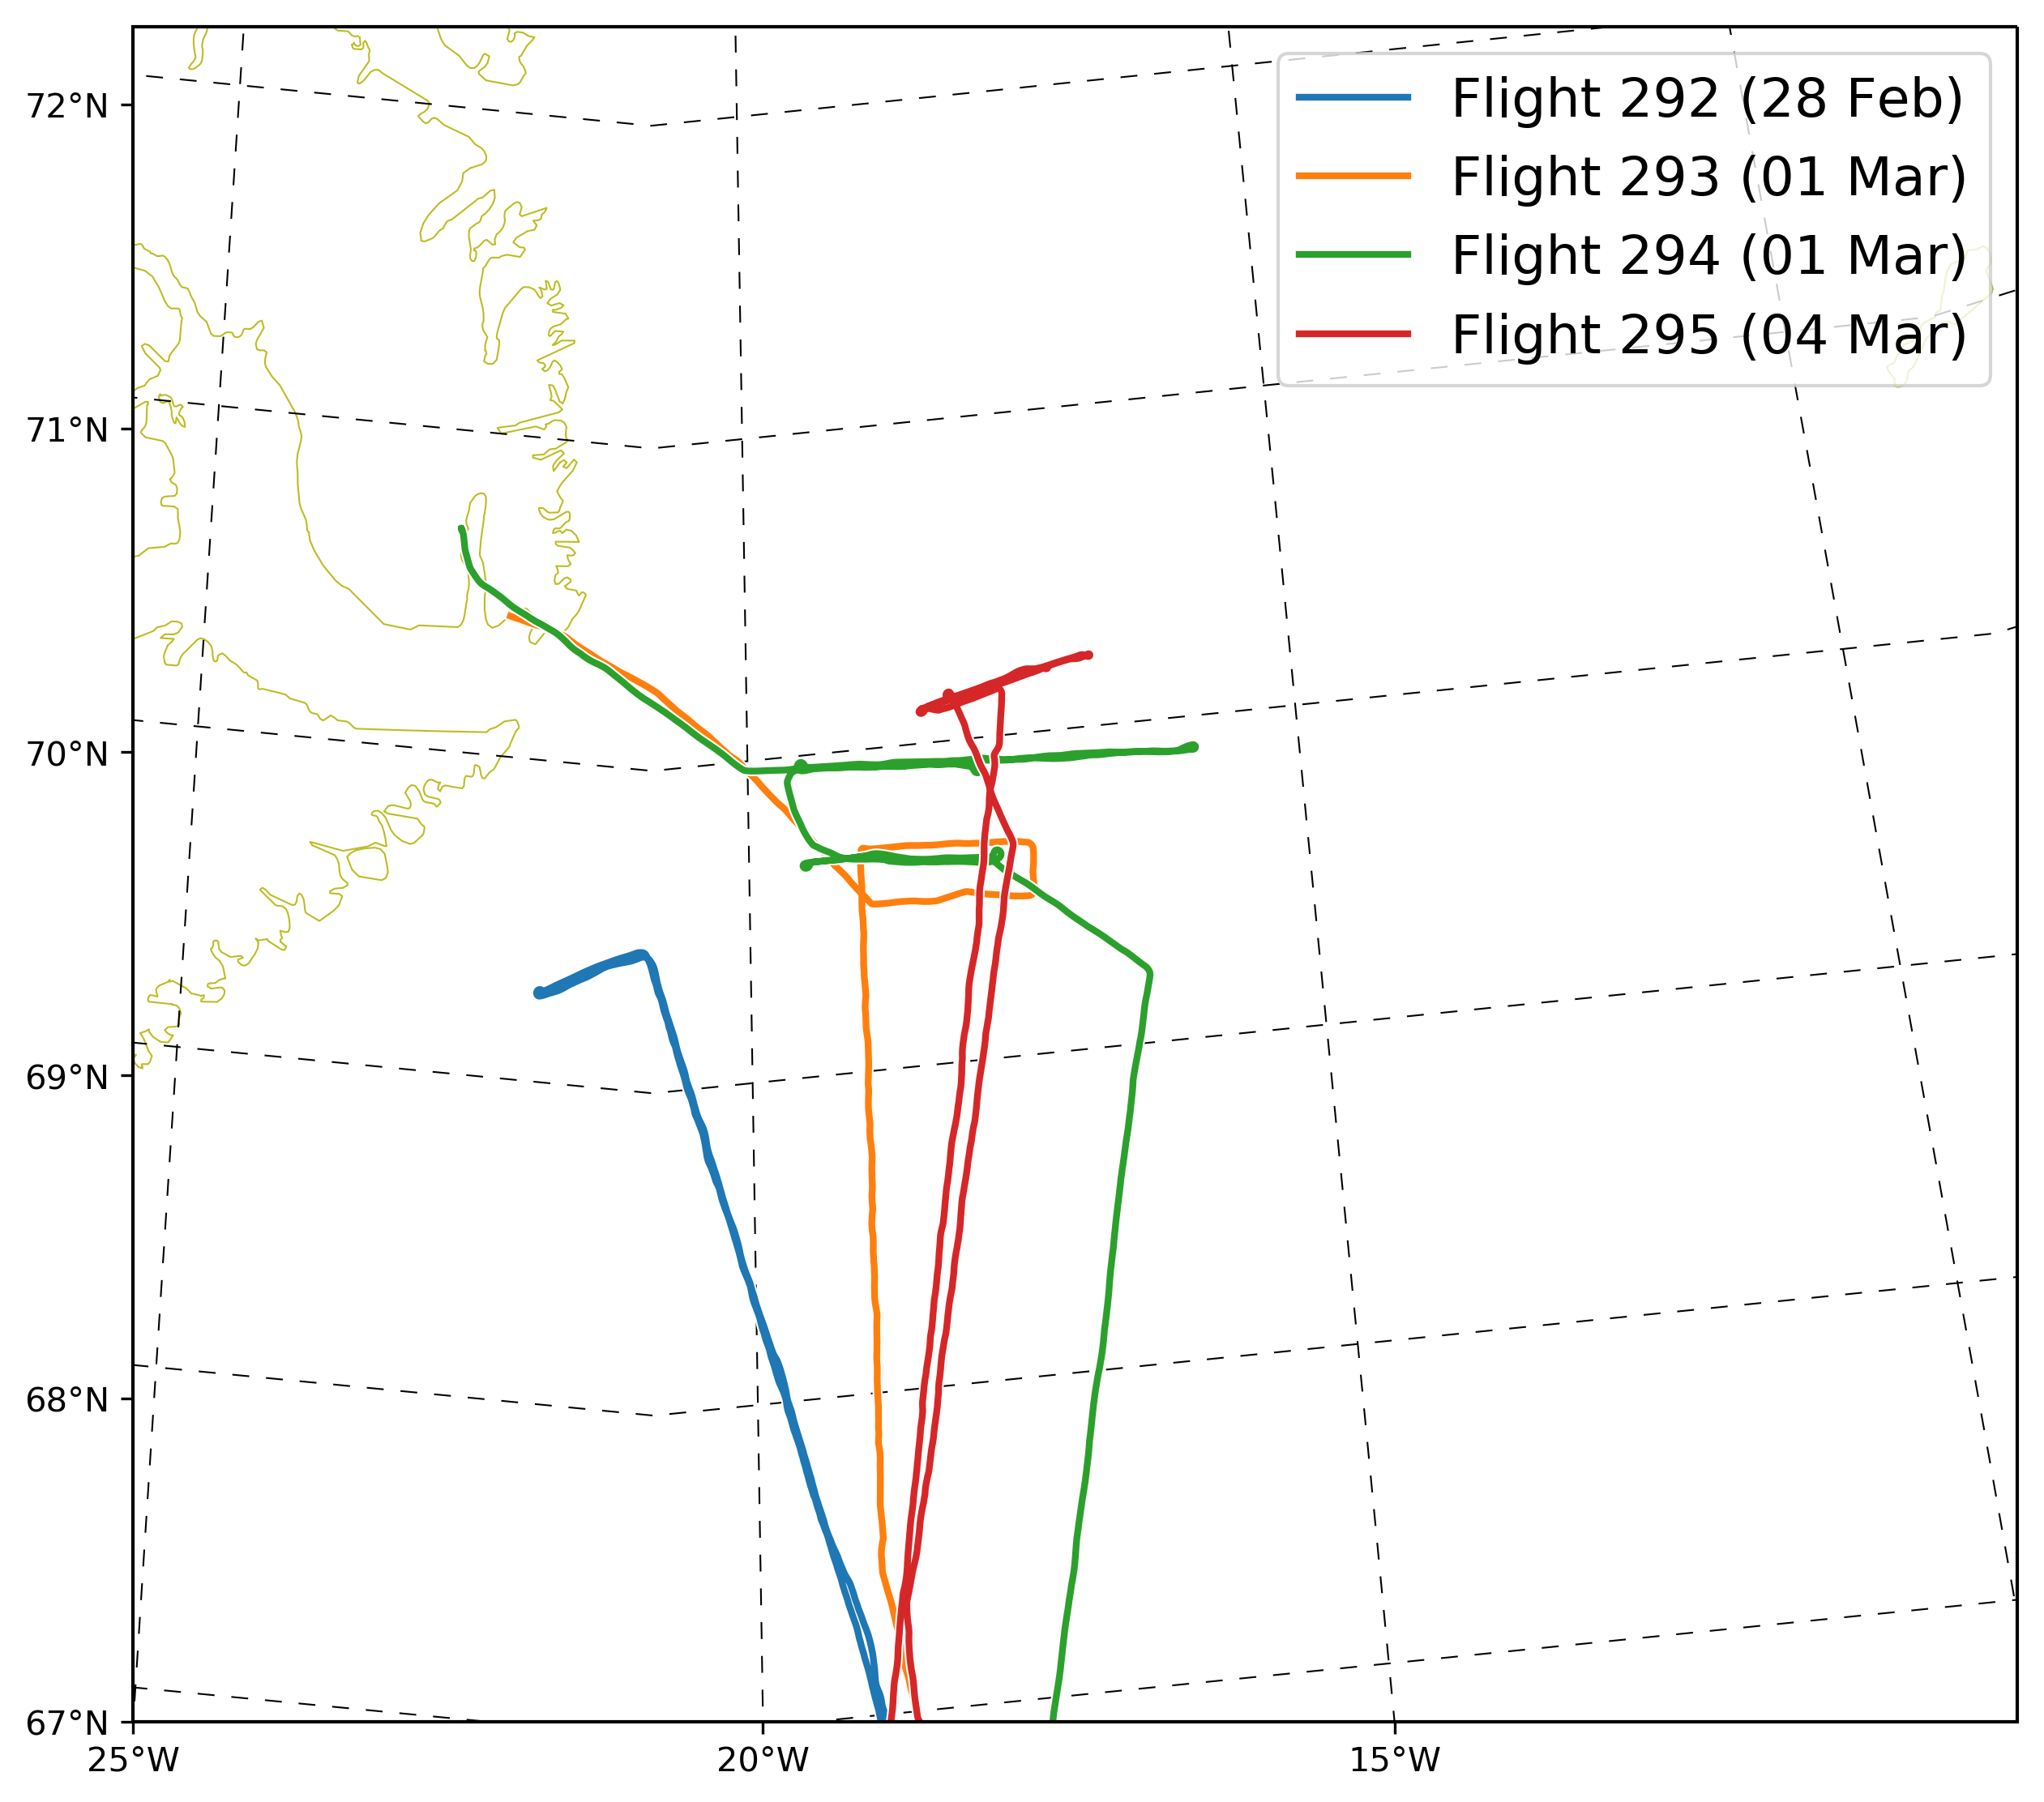 Flight 292 (28 Feb)
Flight 293 (01 Mar)
Flight 294 (01 Mar)
Flight 295 (04 Mar)
72°N
71°N
70°N
69°N
68°N
67°N
25°W
20°W
15°W